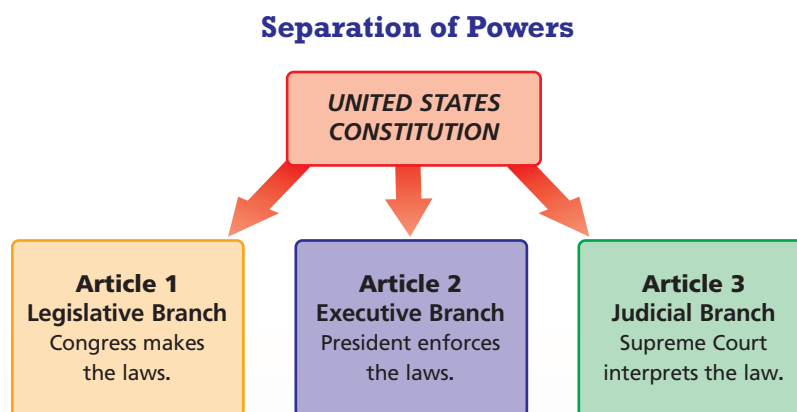 Separation of Powers
UNITED STATES
CONSTITUTION
Article 1
Legislative Branch
Congress makes
the laws.
Article 2
Executive Branch
President enforces
the laws.
Article 3
Judicial Branch
Supreme Court
interprets the law.